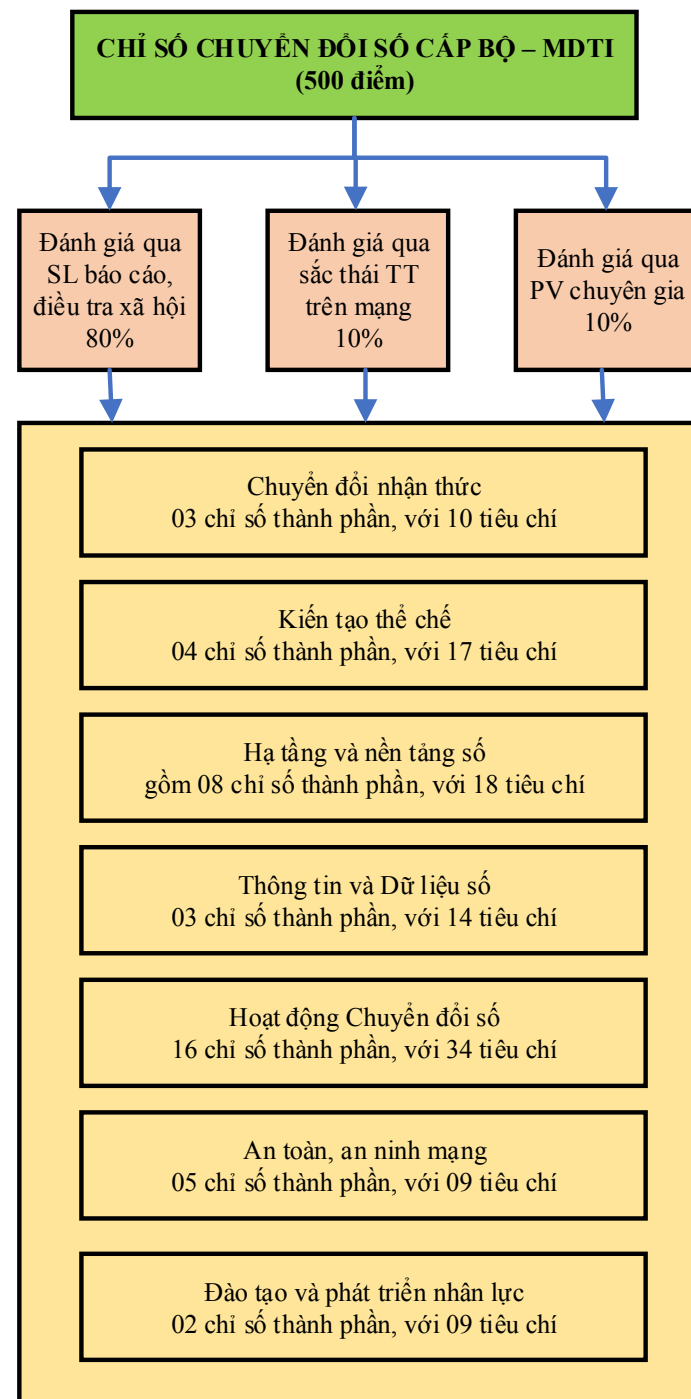 CHỈ SỐ CHUYỂN ĐỔI SỐ CẤP BỘ – MDTI
(500 điểm)
Đánh giá qua
SL báo cáo,
điều tra xã hội
80%
Đánh giá qua
sắc thái TT
trên mạng
10%
Đánh giá qua
PV chuyên gia
10%
Chuyển đổi nhận thức
03 chỉ số thành phần, với 10 tiêu chí
Kiến tạo thể chế
04 chỉ số thành phần, với 17 tiêu chí
Hạ tầng và nền tảng số
gồm 08 chỉ số thành phần, với 18 tiêu chí
Thông tin và Dữ liệu số
03 chỉ số thành phần, với 14 tiêu chí
Hoạt động Chuyển đổi số
16 chỉ số thành phần, với 34 tiêu chí
An toàn, an ninh mạng
05 chỉ số thành phần, với 09 tiêu chí
Đào tạo và phát triển nhân lực
02 chỉ số thành phần, với 09 tiêu chí